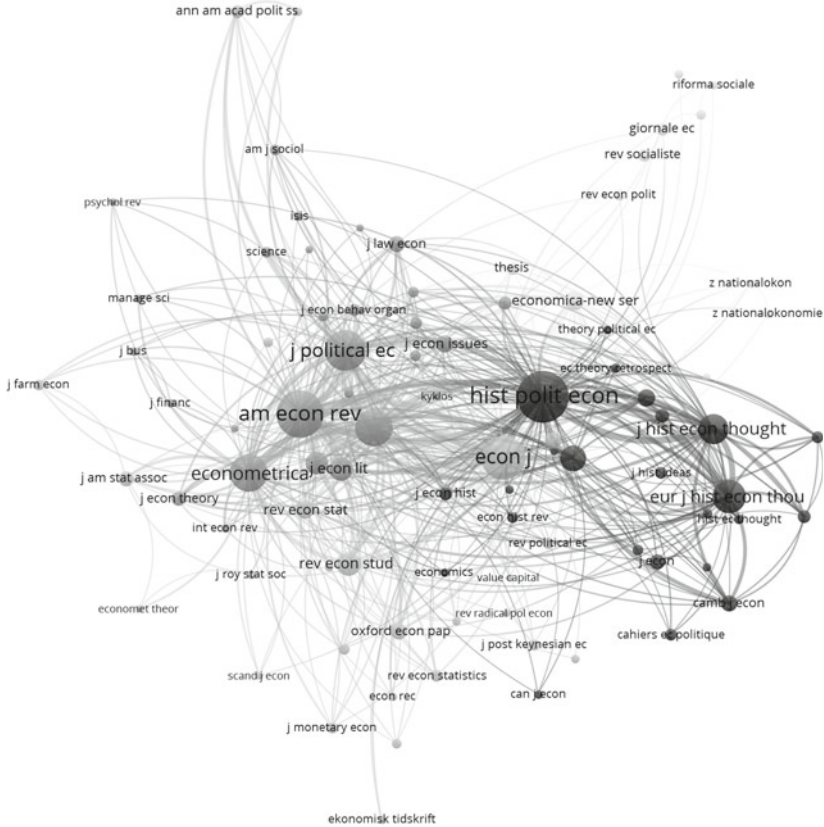 ann am acad polit ss
riforma sociale
giornale ec
am j sociol
rev socialiste
rev econ polit
psychol rev
isis
j law econ
science
thesis
z nationalokon
manage sci
economica-new ser
j econ behav organ
z nationalokonomie
theory political ec
j political ec
j econ issues
j bus
ec theory retrospect
j farm econ
kyklos
hist polit econ
j financ
am econ rev
j hist econ thought
econ j
econometrica
j econ lit
j hist ideas
j am stat assoc
j econ theory
j econ hist
eur j hist econ thou
rev econ stat
econ hist rev
hist ec thought
int econ rev
rev political ec
rev econ stud
j econ
j roy stat soc
economics
value capital
economet theor
rev radical pol econ
camb j econ
oxford econ pap
cahiers ec politique
j post keynesian ec
scand j econ
rev econ statistics
econ rec
can j econ
j monetary econ
ekonomisk tidskrift